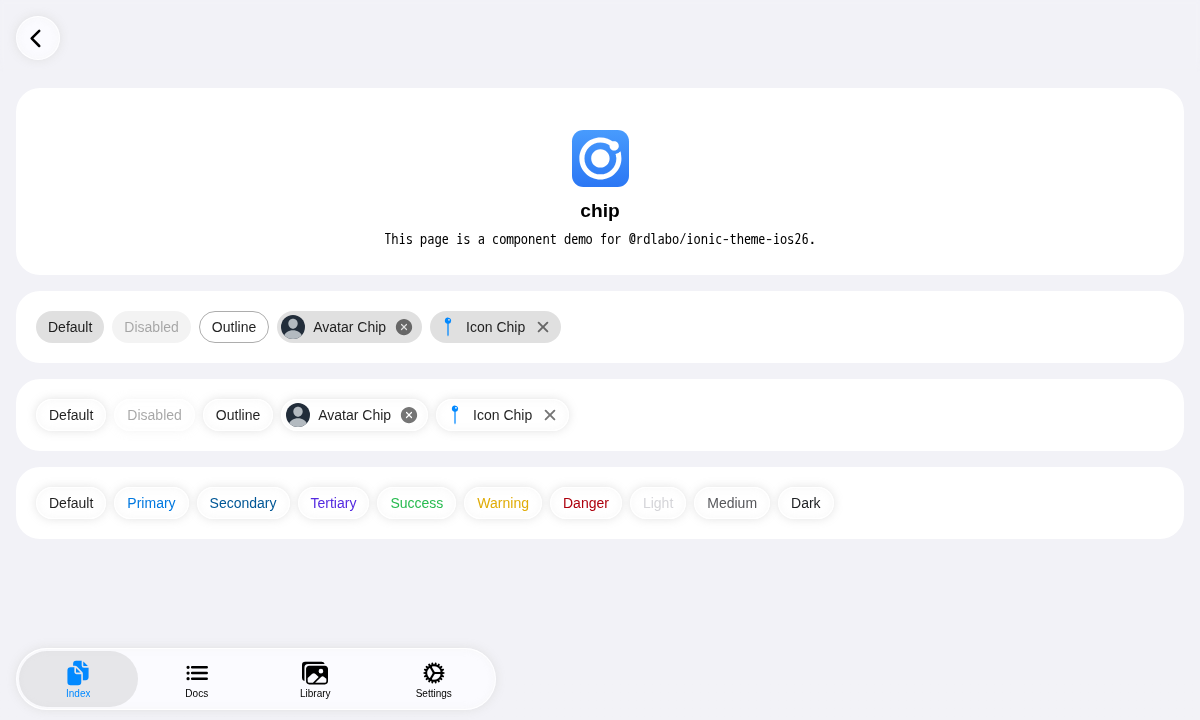 chip
This page is a component demo for @rdlabo/ionic-theme-ios26.
Default Disabled Outline Avatar Chip Icon Chip
Default Disabled Outline Avatar Chip Icon Chip
Default Primary Secondary Tertiary Success Warning Danger Light Medium Dark
Index Docs Library Settings